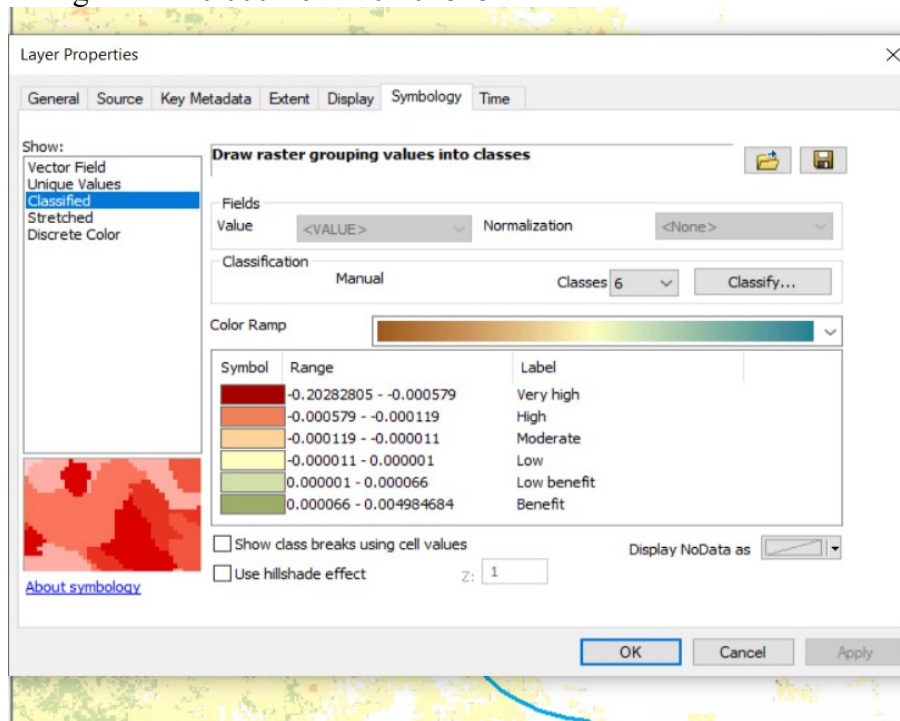 Layer Properties
General Source Key Metadata Extent Display Symbology Time
Show:
Vector Field
Unique Values
Classified
Stretched
Discrete Color
About symbology
Draw raster grouping values into classes
Fields
Value <VALUE> Normalization <None>
Classification
Manual Classes 6 Classify...
Color Ramp
Symbol Range Label
-0.20282805 - -0.000579 Very high
-0.000579 - -0.000119 High
-0.000119 - -0.000011 Moderate
-0.000011 - 0.000001 Low
0.000001 - 0.000066 Low benefit
0.000066 - 0.004984684 Benefit
Show class breaks using cell values Display NoData as
Use hillshade effect Z: 1
OK Cancel Apply